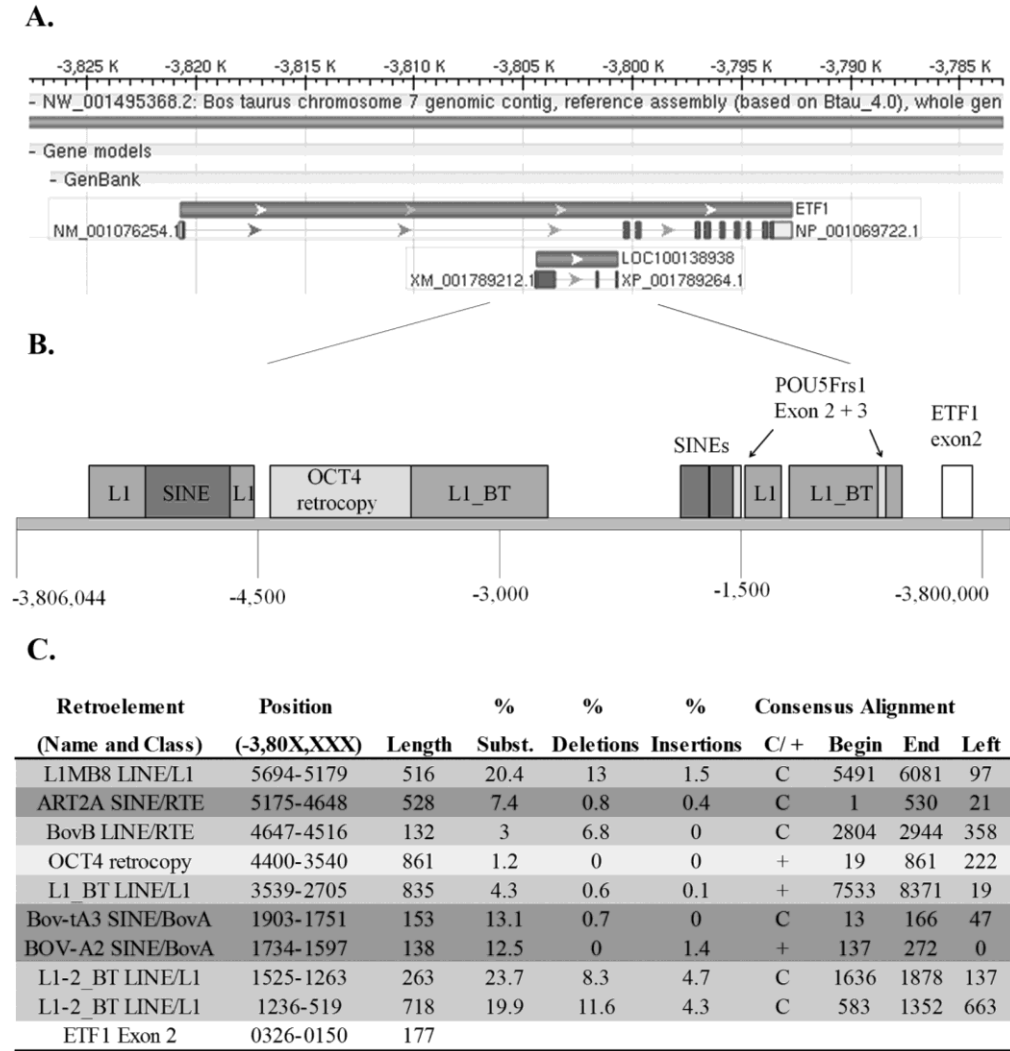 A.
-3,825 K -3,820 K -3,815 K -3,810 K -3,805 K -3,800 K -3,795 K -3,790 K -3,785 K
- NW_001495368.2: Bos taurus chromosome 7 genomic contig, reference assembly (based on Btau_4.0), whole gen
- Gene models
- GenBank
ETF1
NM_001076254.1 NP_001069722.1
LOC100138938
XM_001789212.1 XP_001789264.1
B.
POU5Frs1
Exon 2 + 3
ETF1
exon2
SINEs
L1 SINE L1 OCT4 retrocopy L1_BT L1 L1_BT
-3,806,044 -4,500 -3,000 -1,500 -3,800,000
C.
Retroelement Position % % % Consensus Alignment
(Name and Class) (-3,80X,XXX) Length Subst. Deletions Insertions C/ + Begin End Left
L1MB8 LINE/L1 5694-5179 516 20.4 13 1.5 C 5491 6081 97
ART2A SINE/RTE 5175-4648 528 7.4 0.8 0.4 C 1 530 21
BovB LINE/RTE 4647-4516 132 3 6.8 0 C 2804 2944 358
OCT4 retrocopy 4400-3540 861 1.2 0 0 + 19 861 222
L1_BT LINE/L1 3539-2705 835 4.3 0.6 0.1 + 7533 8371 19
Bov-tA3 SINE/BovA 1903-1751 153 13.1 0.7 0 C 13 166 47
BOV-A2 SINE/BovA 1734-1597 138 12.5 0 1.4 + 137 272 0
L1-2_BT LINE/L1 1525-1263 263 23.7 8.3 4.7 C 1636 1878 137
L1-2_BT LINE/L1 1236-519 718 19.9 11.6 4.3 C 583 1352 663
ETF1 Exon 2 0326-0150 177